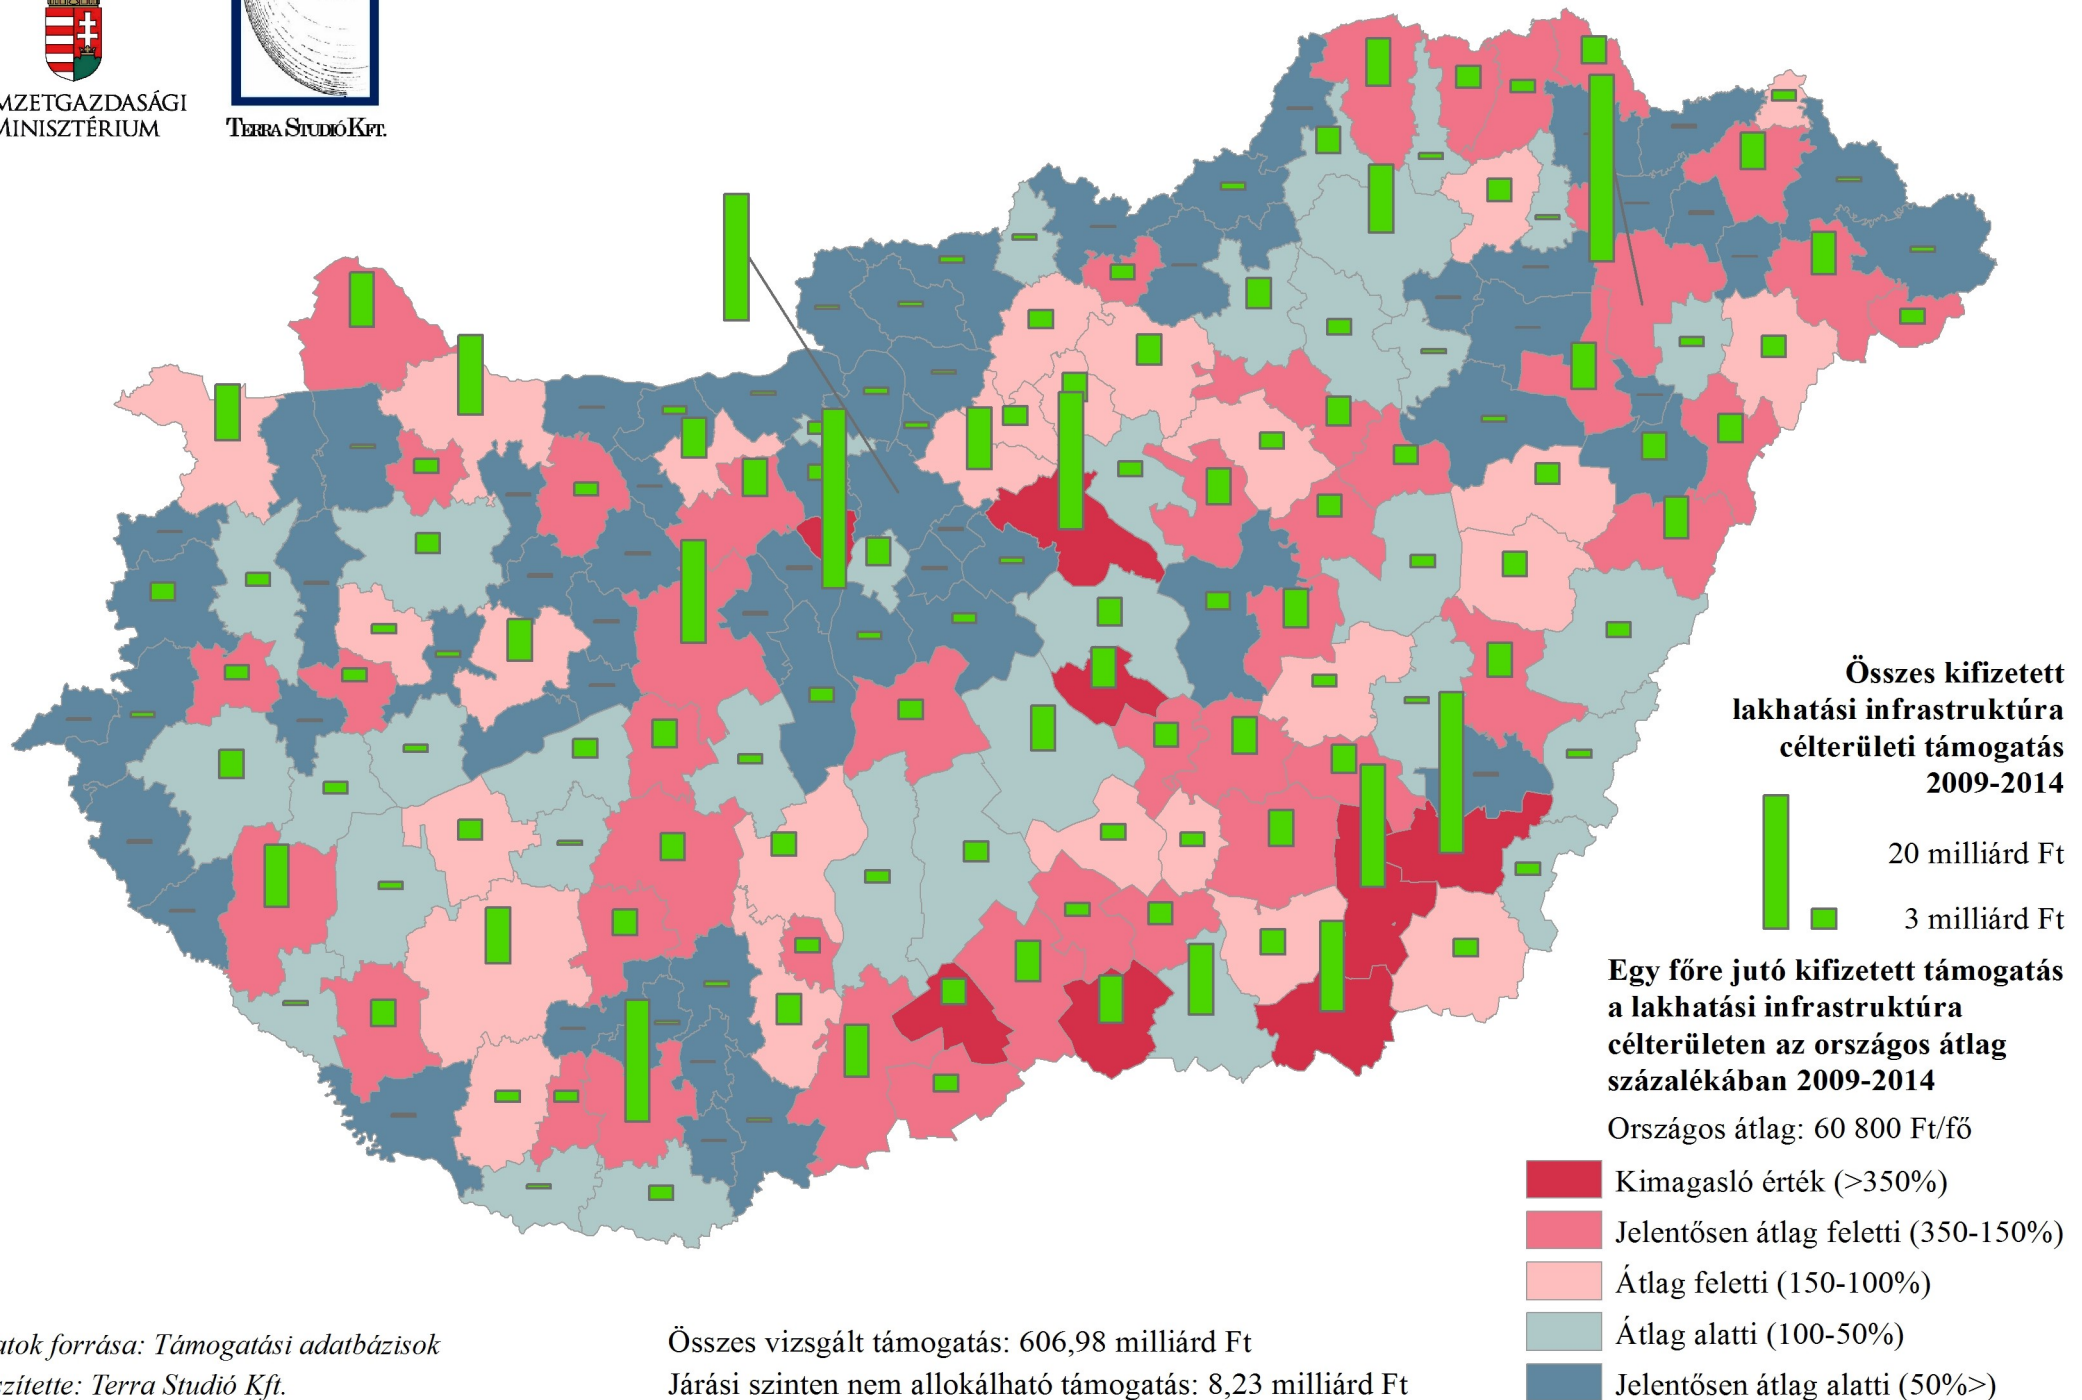 MZETGAZDASÁGI
MINISZTÉRIUM
TERRA STUDIÓ KFT.
Összes kifizetett
lakhatási infrastruktúra
célterületi támogatás
2009-2014
20 milliárd Ft
3 milliárd Ft
Egy főre jutó kifizetett támogatás
a lakhatási infrastruktúra
célterületen az országos átlag
százalékában 2009-2014
Országos átlag: 60 800 Ft/fő
Kimagasló érték (>350%)
Jelentősen átlag feletti (350-150%)
Átlag feletti (150-100%)
Átlag alatti (100-50%)
Jelentősen átlag alatti (50%>)
atok forrása: Támogatási adatbázisok
szítette: Terra Studió Kft.
Összes vizsgált támogatás: 606,98 milliárd Ft
Járási szinten nem allokálható támogatás: 8,23 milliárd Ft